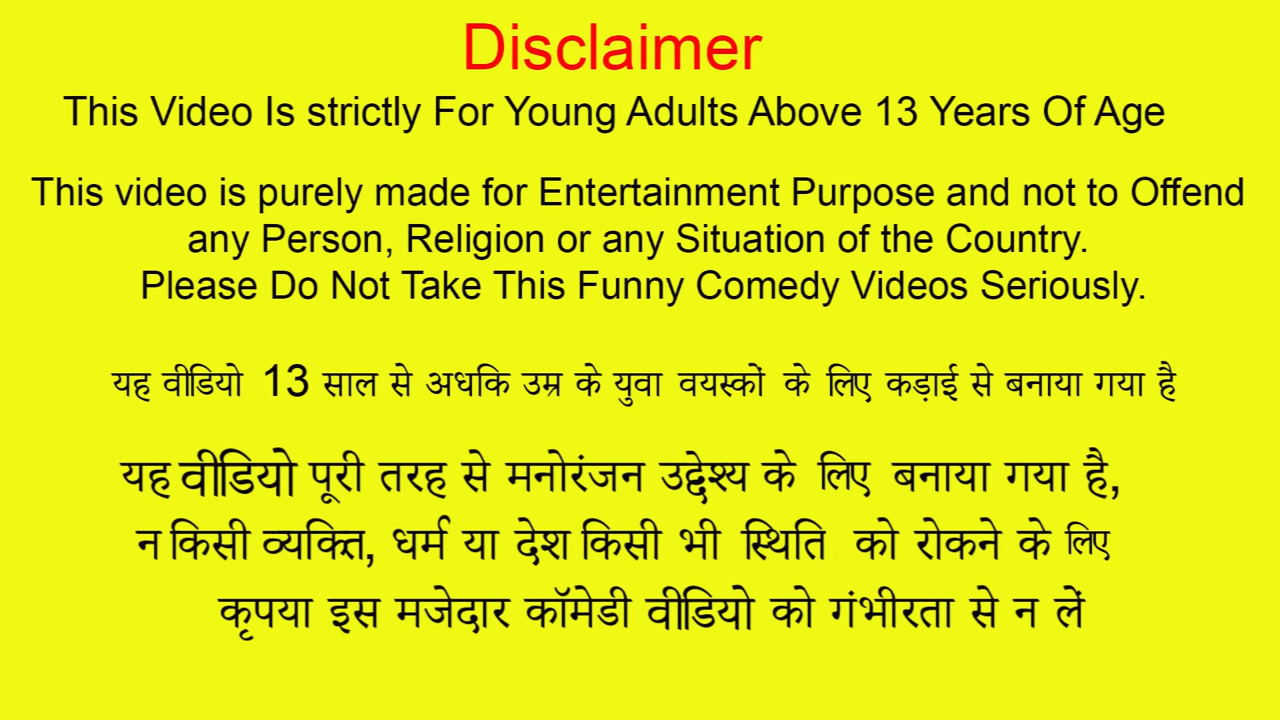 Disclaimer
This Video Is strictly For Young Adults Above 13 Years Of Age
This video is purely made for Entertainment Purpose and not to Offend
any Person, Religion or any Situation of the Country.
Please Do Not Take This Funny Comedy Videos Seriously.
यह वीडियो 13 साल से अधकि उम्र के युवा वयस्कों के लिए कड़ाई से बनाया गया है
यह वीडियो पूरी तरह से मनोरंजन उद्देश्य के लिए बनाया गया है,
न किसी व्यक्ति, धर्म या देश किसी भी स्थिति को रोकने के लिए
कृपया इस मजेदार कॉमेडी वीडियो को गंभीरता से न लें